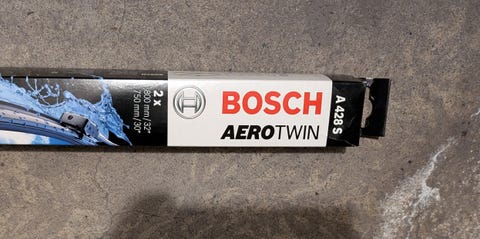 2 x
800 mm / 32"
750 mm / 30"
BOSCH
AEROTWIN
A 428 S